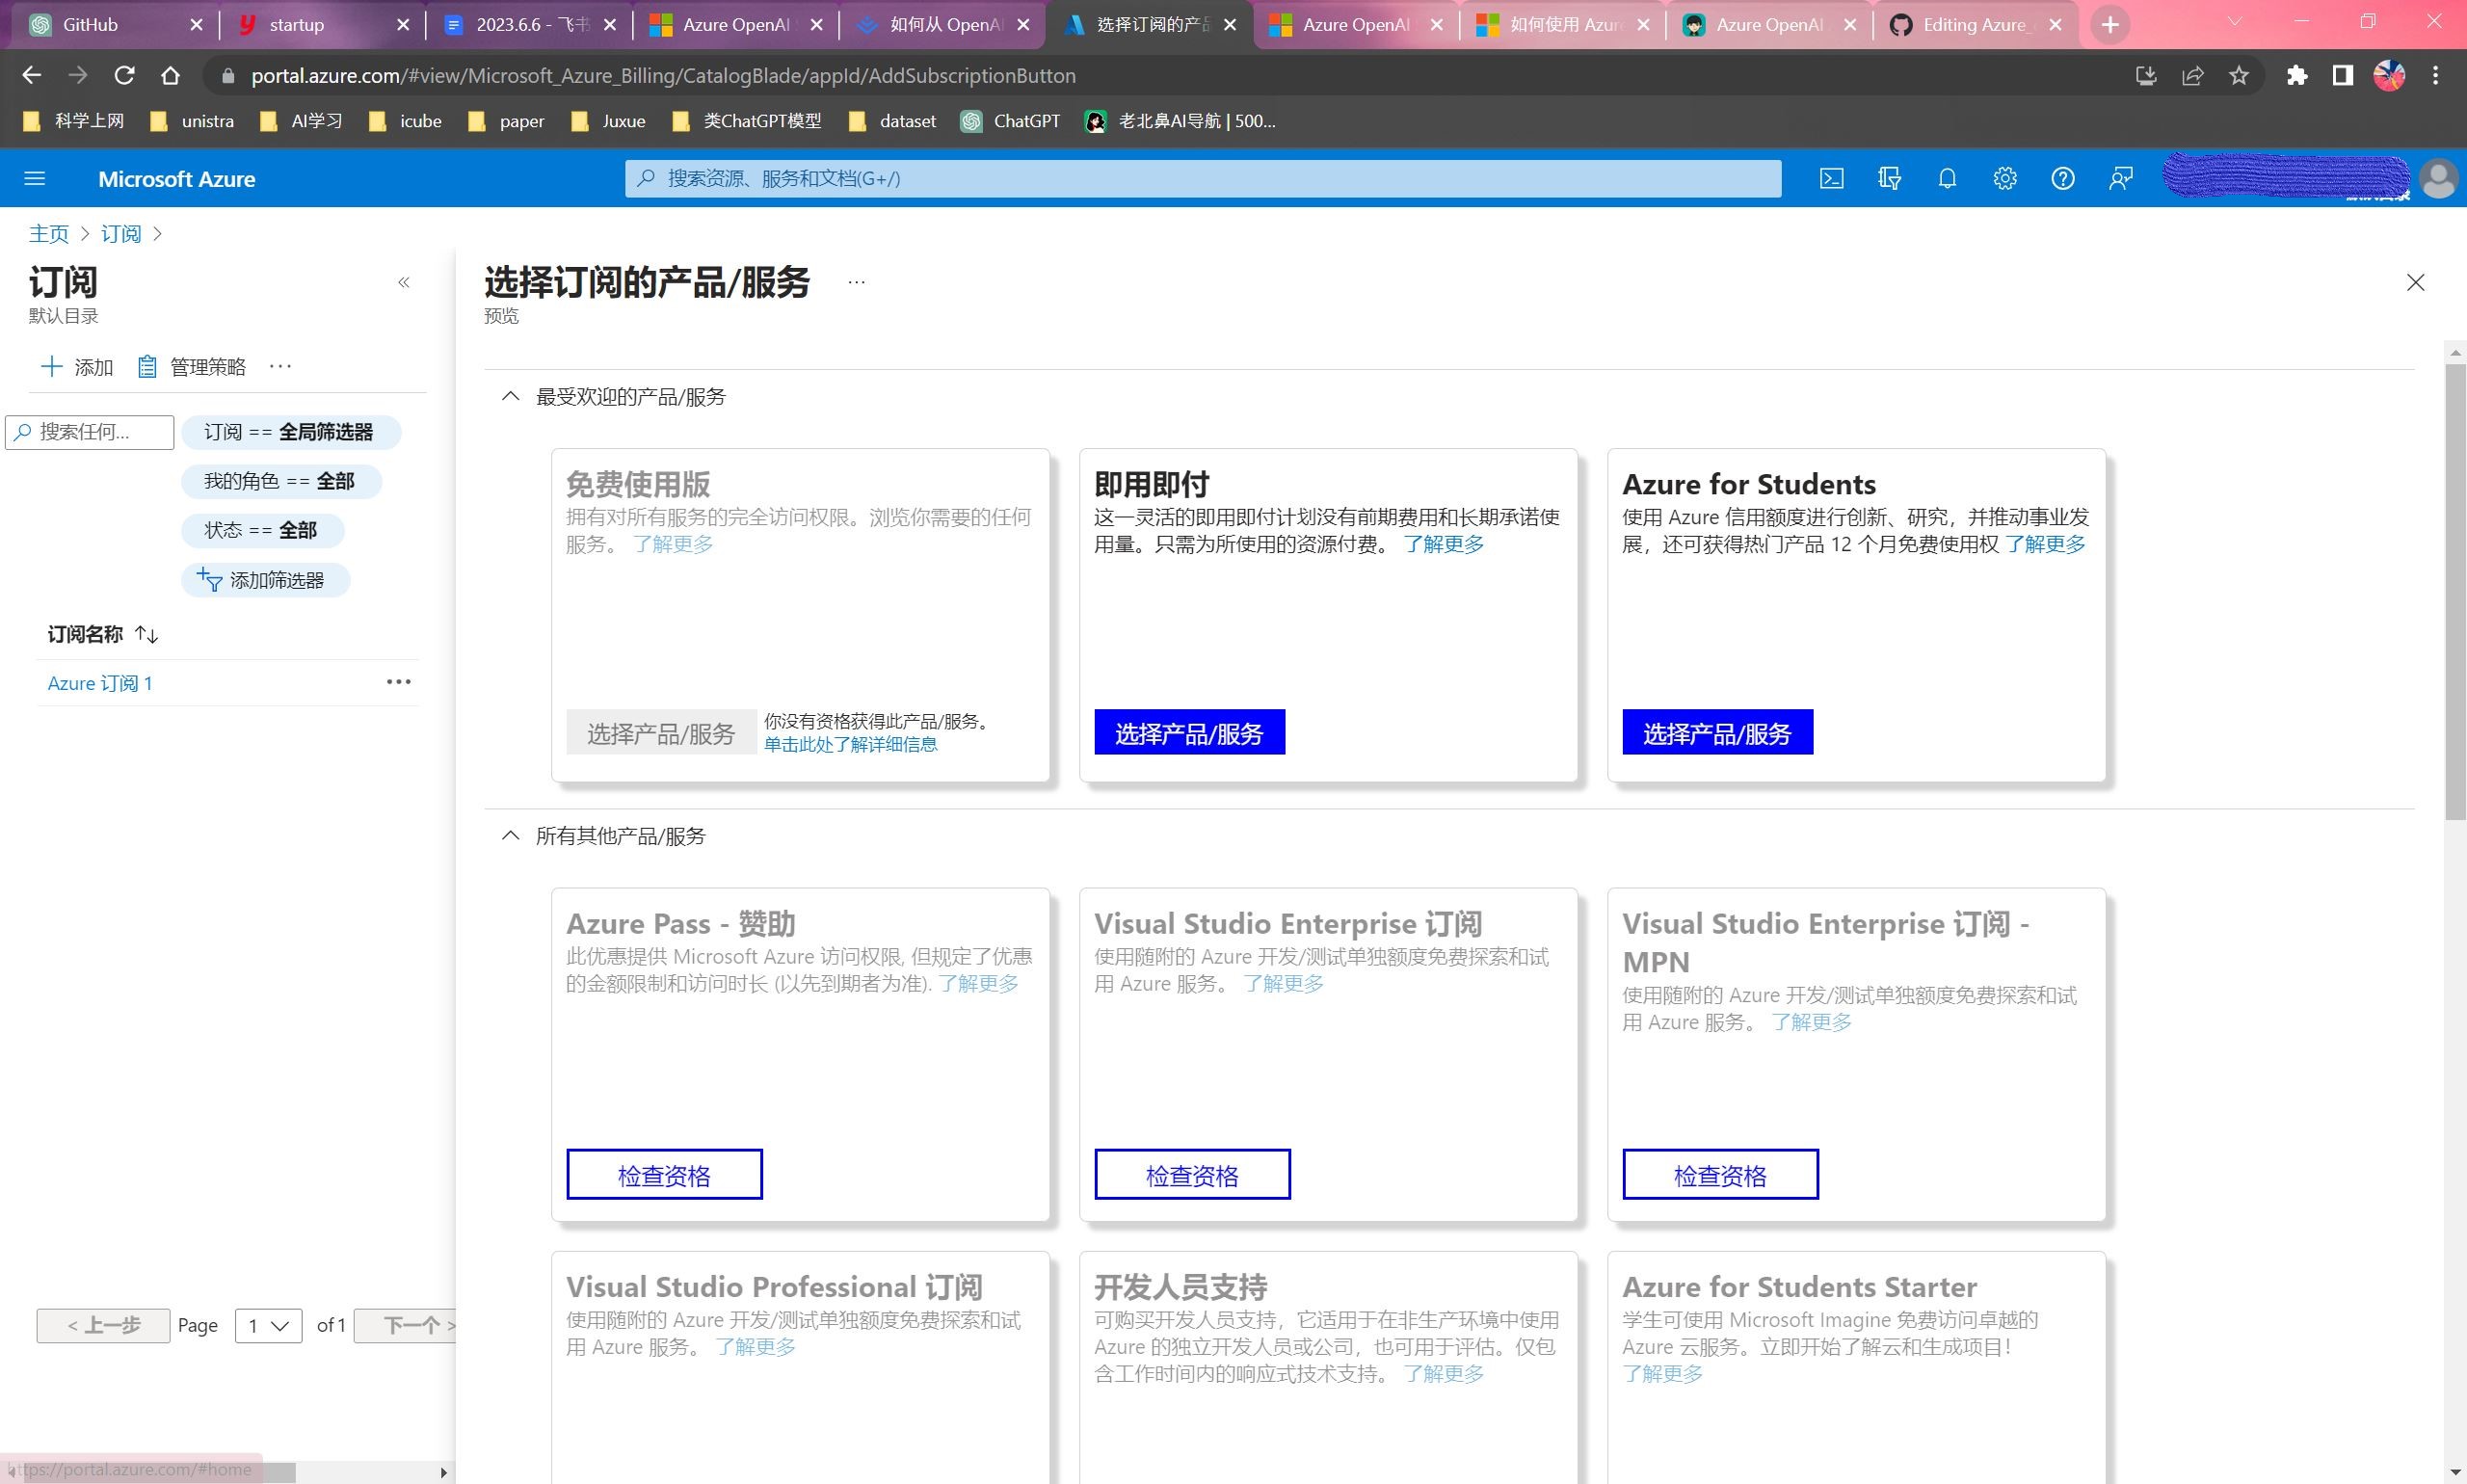 GitHub
startup
2023.6.6 - 飞书
Azure OpenAI
如何从 OpenAI
选择订阅的产品
Azure OpenAI
如何使用 Azure
Azure OpenAI
Editing Azure_
portal.azure.com/#view/Microsoft_Azure_Billing/CatalogBlade/appId/AddSubscriptionButton
科学上网
unistra
AI学习
icube
paper
Juxue
类ChatGPT模型
dataset
ChatGPT
老北鼻AI导航 | 500...
Microsoft Azure
搜索资源、服务和文档(G+/)
主页 > 订阅 >
订阅
默认目录
添加
管理策略
搜索任何...
订阅 == 全局筛选器
我的角色 == 全部
状态 == 全部
添加筛选器
订阅名称
Azure 订阅 1
< 上一步
Page
1
of 1
下一个 >
https://portal.azure.com/#home
选择订阅的产品/服务
预览
最受欢迎的产品/服务
免费使用版
拥有对所有服务的完全访问权限。浏览你需要的任何
服务。 了解更多
选择产品/服务
你没有资格获得此产品/服务。
单击此处了解详细信息
即用即付
这一灵活的即用即付计划没有前期费用和长期承诺使
用量。只需为所使用的资源付费。 了解更多
选择产品/服务
Azure for Students
使用 Azure 信用额度进行创新、研究，并推动事业发
展，还可获得热门产品 12 个月免费使用权 了解更多
选择产品/服务
所有其他产品/服务
Azure Pass - 赞助
此优惠提供 Microsoft Azure 访问权限, 但规定了优惠
的金额限制和访问时长 (以先到期者为准). 了解更多
检查资格
Visual Studio Enterprise 订阅
使用随附的 Azure 开发/测试单独额度免费探索和试
用 Azure 服务。 了解更多
检查资格
Visual Studio Enterprise 订阅 -
MPN
使用随附的 Azure 开发/测试单独额度免费探索和试
用 Azure 服务。 了解更多
检查资格
Visual Studio Professional 订阅
使用随附的 Azure 开发/测试单独额度免费探索和试
用 Azure 服务。 了解更多
开发人员支持
可购买开发人员支持，它适用于在非生产环境中使用
Azure 的独立开发人员或公司，也可用于评估。仅包
含工作时间内的响应式技术支持。 了解更多
Azure for Students Starter
学生可使用 Microsoft Imagine 免费访问卓越的
Azure 云服务。立即开始了解云和生成项目！
了解更多